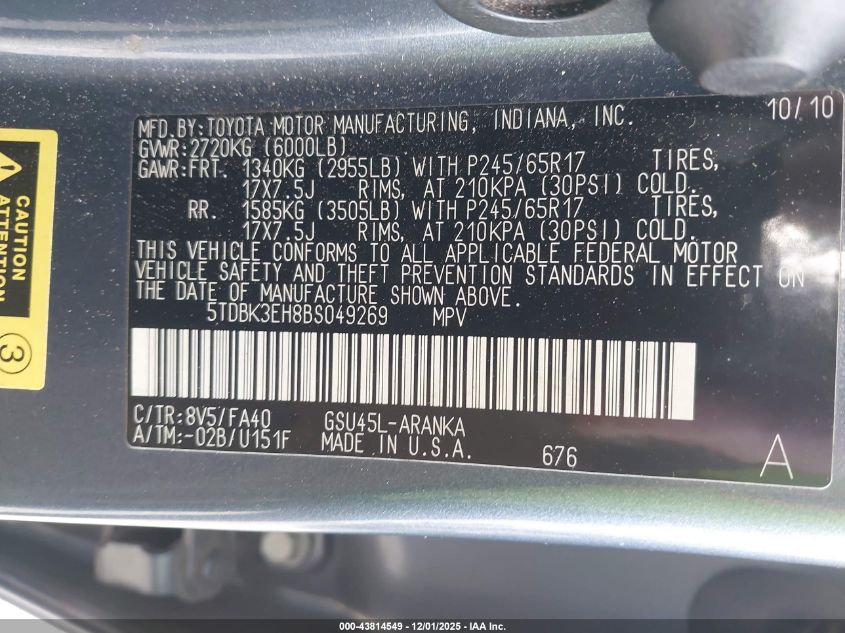 10/10
MFD.BY:TOYOTA MOTOR MANUFACTURING, INDIANA, INC.
GVWR:2720KG (6000LB)
GAWR:FRT. 1340KG (2955LB) WITH P245/65R17 TIRES,
17X7.5J RIMS, AT 210KPA (30PSI) COLD.
RR. 1585KG (3505LB) WITH P245/65R17 TIRES,
17X7.5J RIMS, AT 210KPA (30PSI) COLD.
THIS VEHICLE CONFORMS TO ALL APPLICABLE FEDERAL MOTOR
VEHICLE SAFETY AND THEFT PREVENTION STANDARDS IN EFFECT ON
THE DATE OF MANUFACTURE SHOWN ABOVE.
5TDBK3EH8BS049269 MPV
C/TR:8V5/FA40 GSU45L-ARANKA
A/TM:-02B/U151F MADE IN U.S.A. 676 A
CAUTION
ATTENTION
3
000-43814549 - 12/01/2025 - IAA Inc.